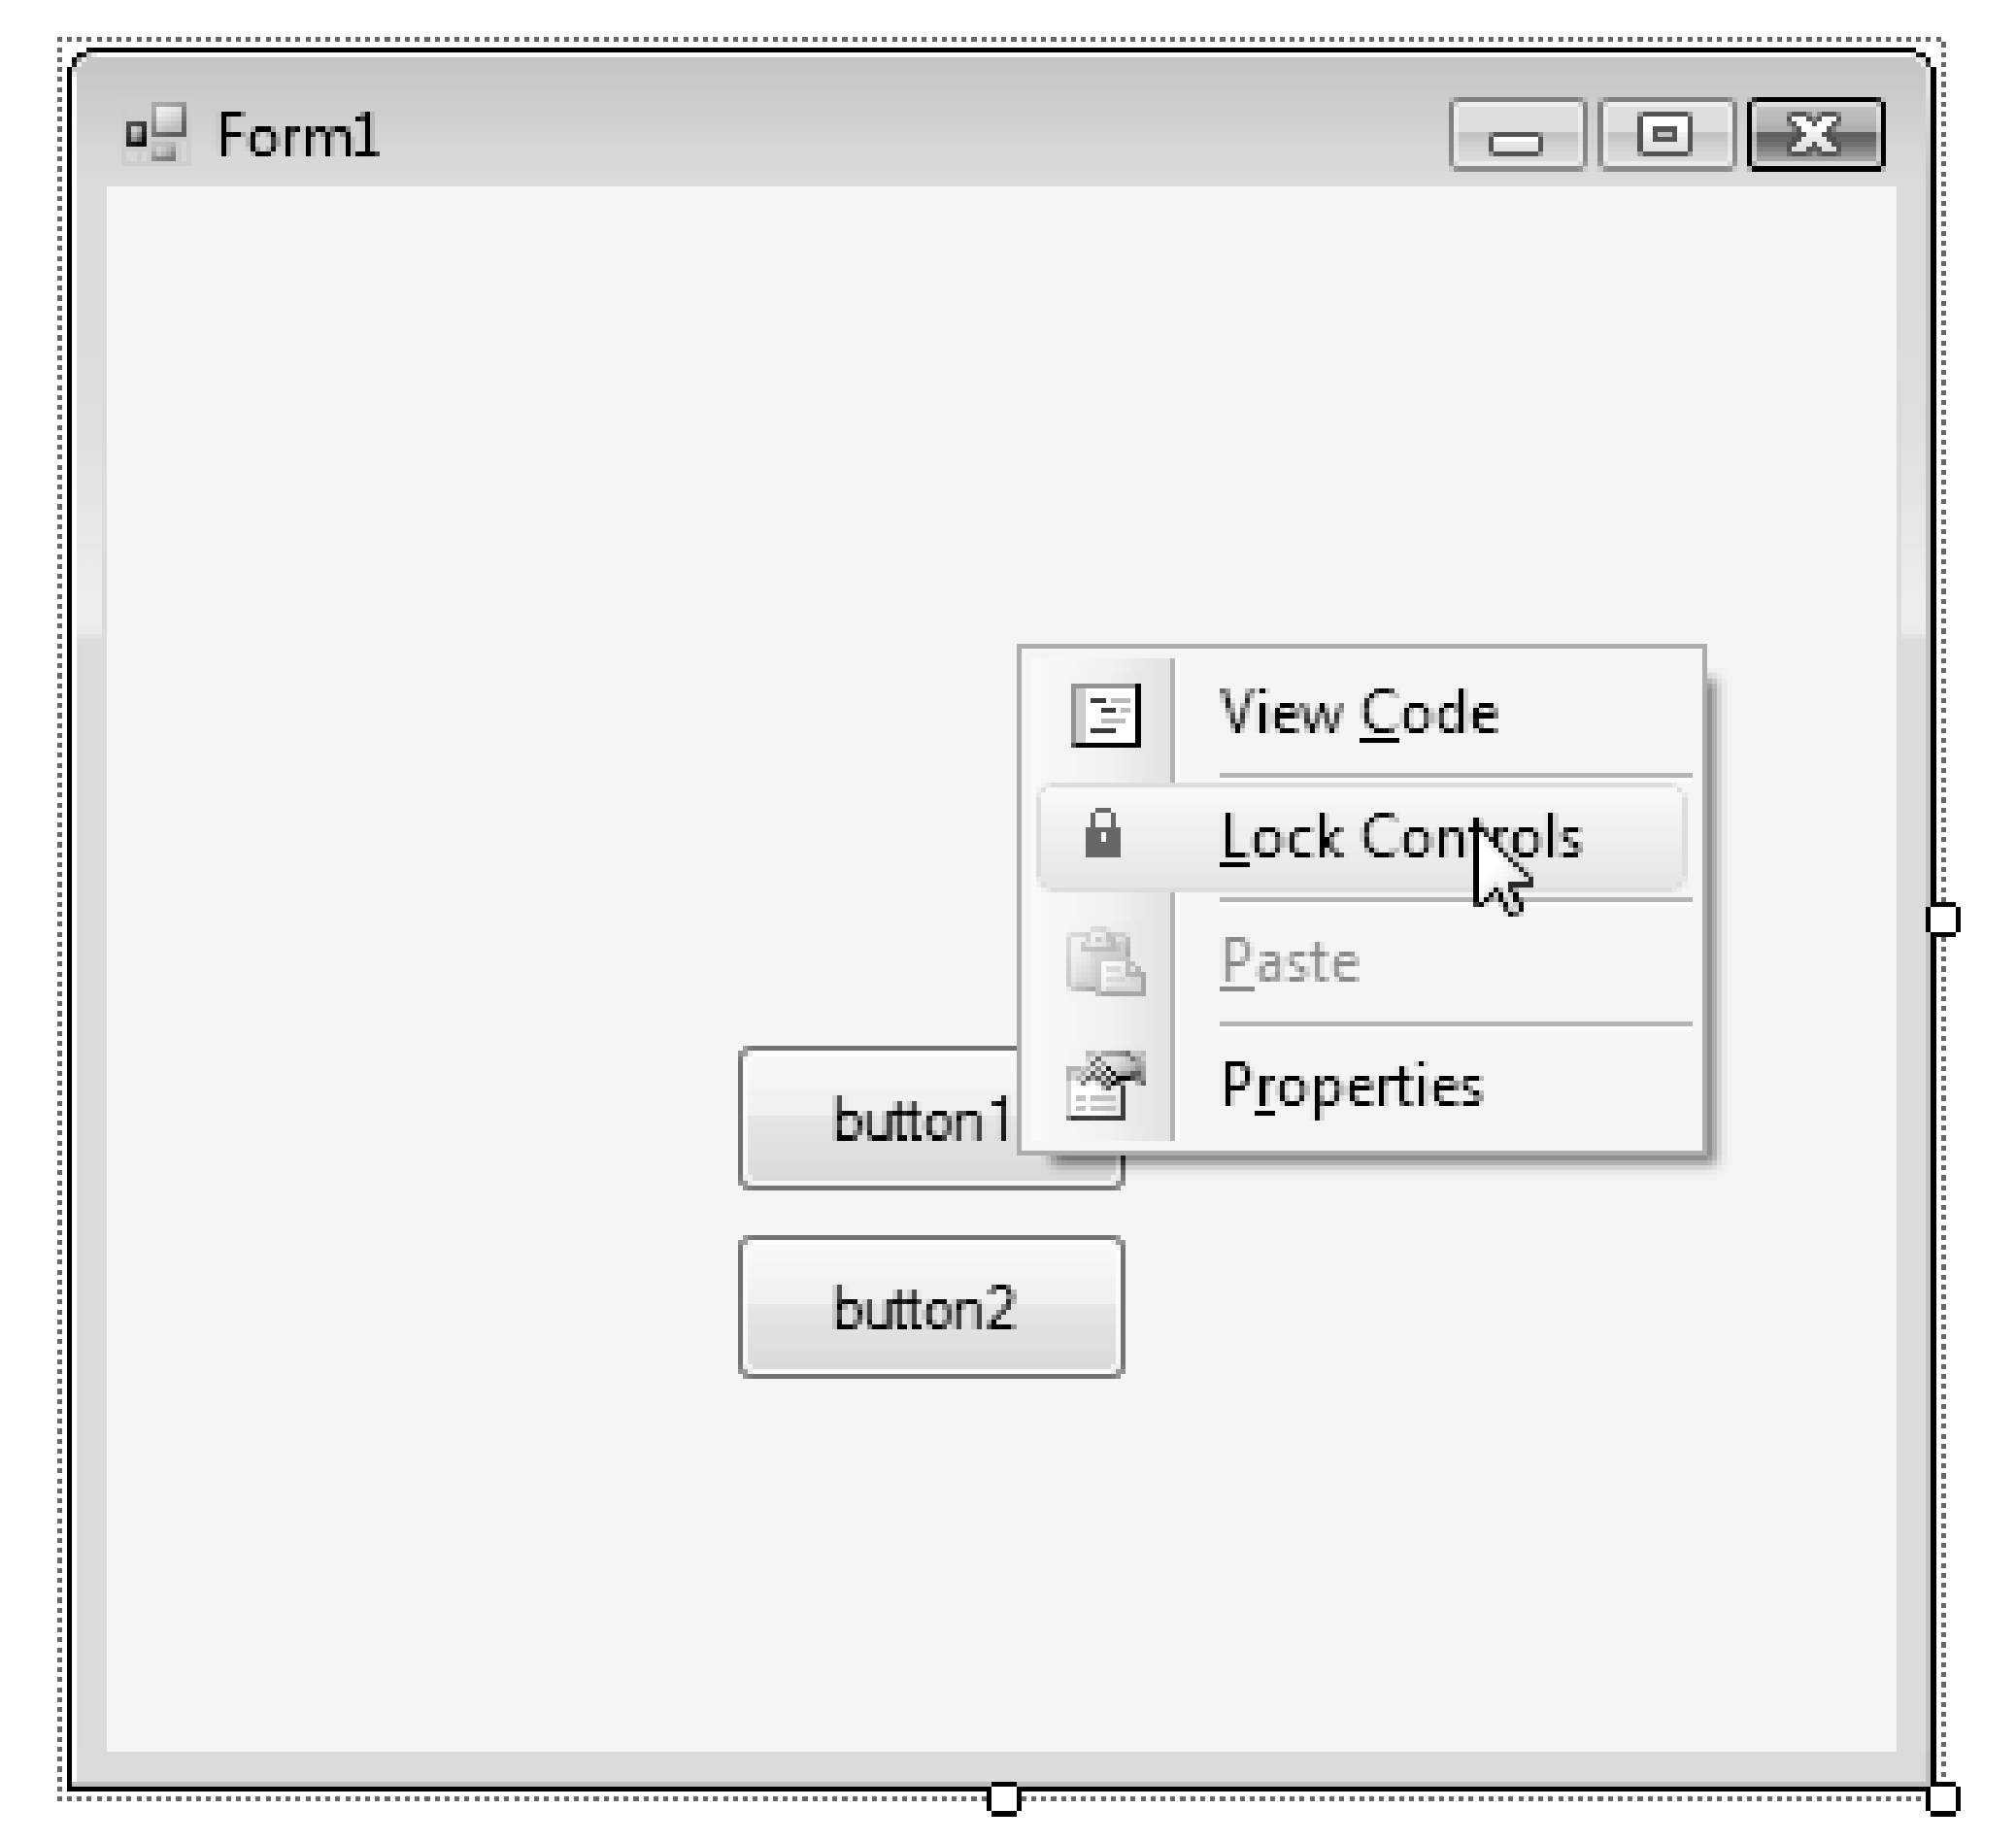 Form1
View Code
Lock Controls
Paste
Properties
button1
button2